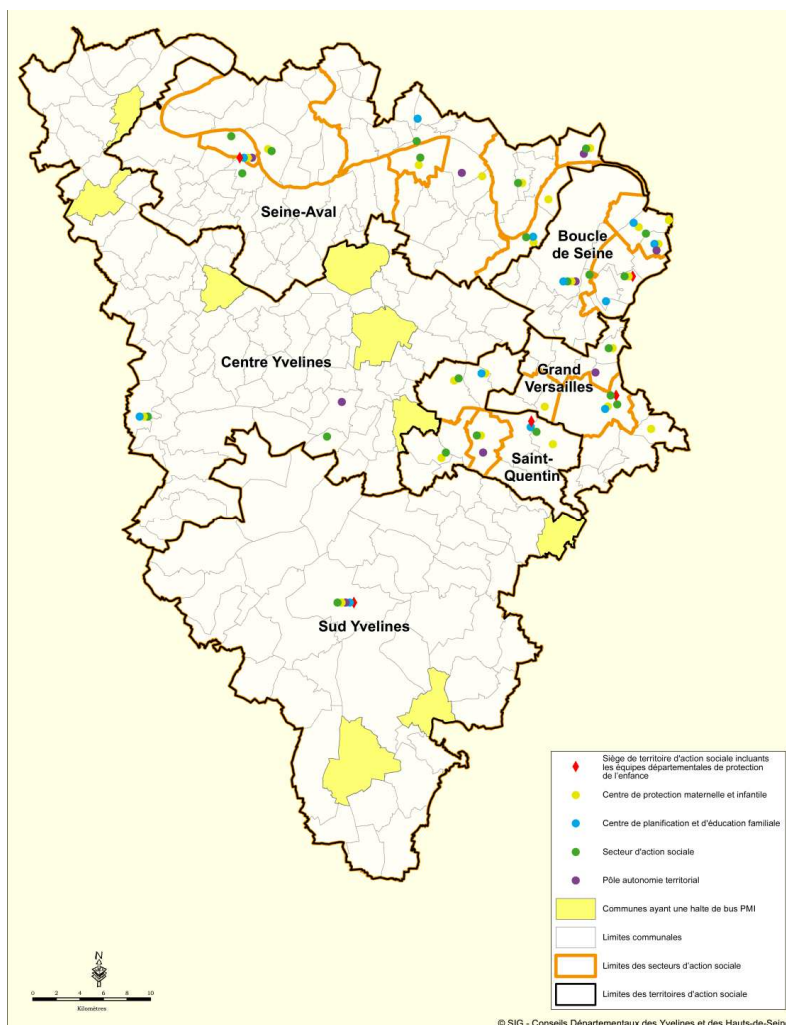 Seine-Aval
Boucle
de Seine
Centre Yvelines
Grand
Versailles
Saint-
Quentin
Sud Yvelines
Siège de territoire d'action sociale incluants
les équipes départementales de protection
de l'enfance
Centre de protection maternelle et infantile
Centre de planification et d'éducation familiale
Secteur d'action sociale
Pôle autonomie territorial
Communes ayant une halte de bus PMI
Limites communales
Limites des secteurs d'action sociale
Limites des territoires d'action sociale
N
0 2 4 6 8 10
Kilomètres
© SIG - Conseils Départementaux des Yvelines et des Hauts-de-Seine